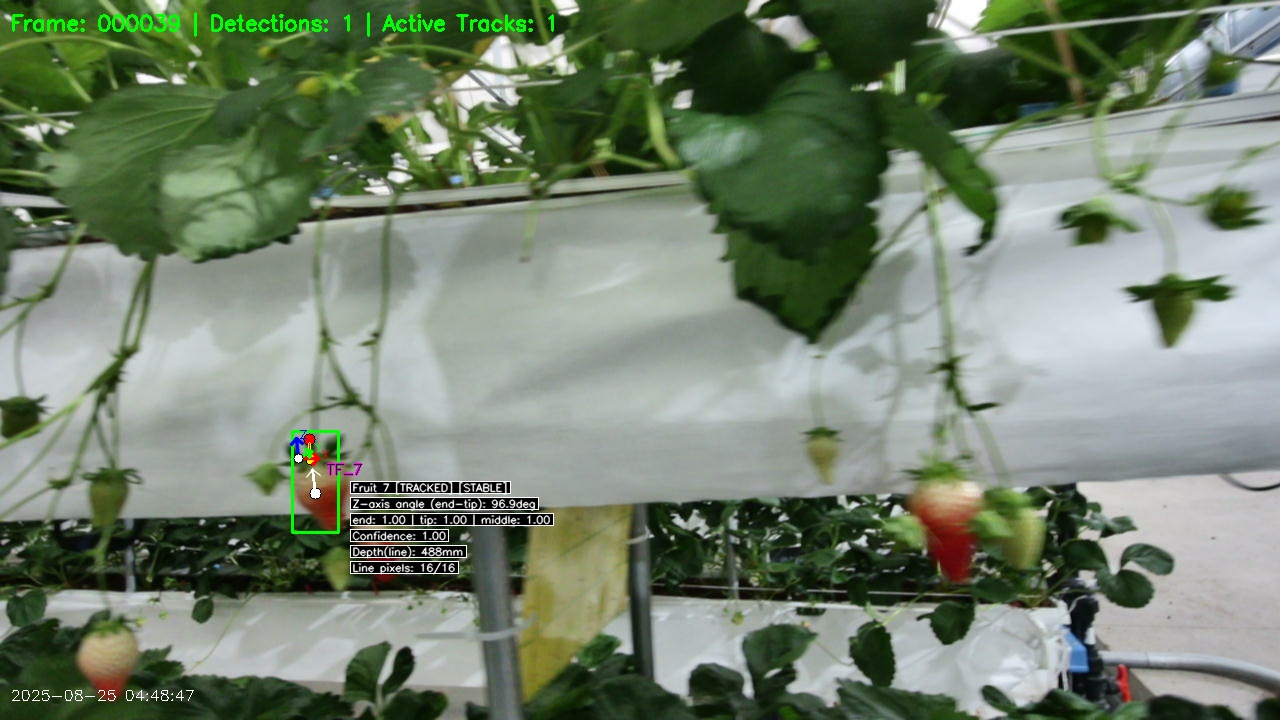 Frame: 000039 | Detections: 1 | Active Tracks: 1
TF_7
Fruit 7 [TRACKED] [STABLE]
Z-axis angle (end-tip): 96.9deg
end: 1.00 | tip: 1.00 | middle: 1.00
Confidence: 1.00
Depth(line): 488mm
Line pixels: 16/16
2025-08-25 04:48:47